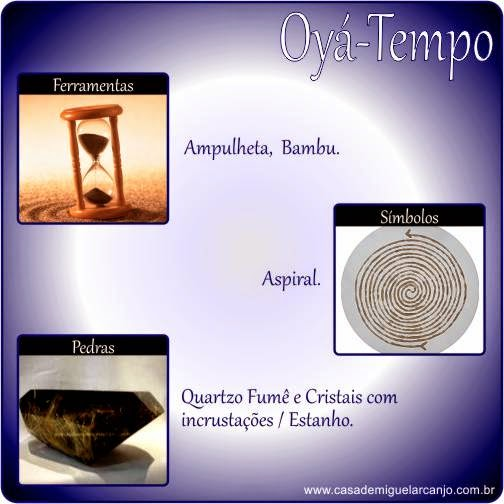 Oyá-Tempo
Ferramentas
Ampulheta, Bambu.
Símbolos
Aspiral.
Pedras
Quartzo Fumê e Cristais com
incrustações / Estanho.
www.casademiguelarcanjo.com.br